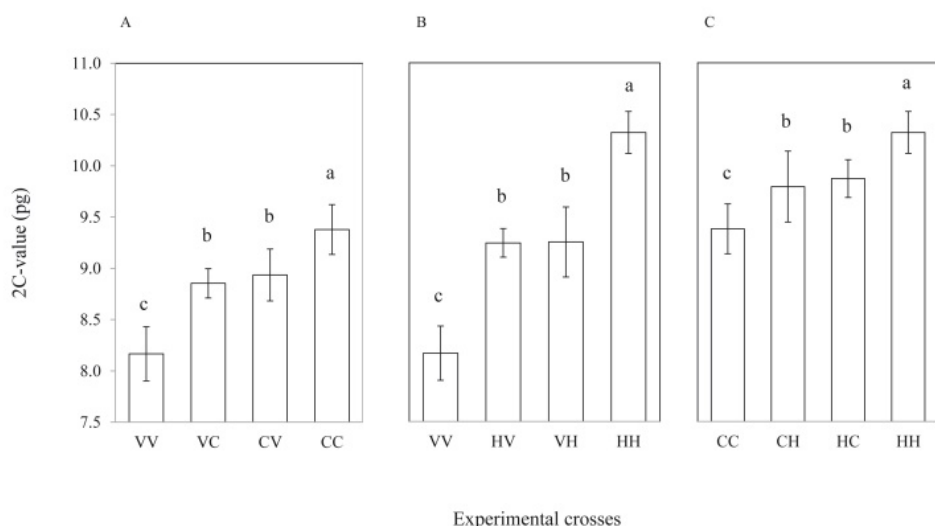 A B C
2C-value (pg)
11.0
10.5
10.0
9.5
9.0
8.5
8.0
7.5
c b b a
c b b a
c b b a
VV VC CV CC
VV HV VH HH
CC CH HC HH
Experimental crosses